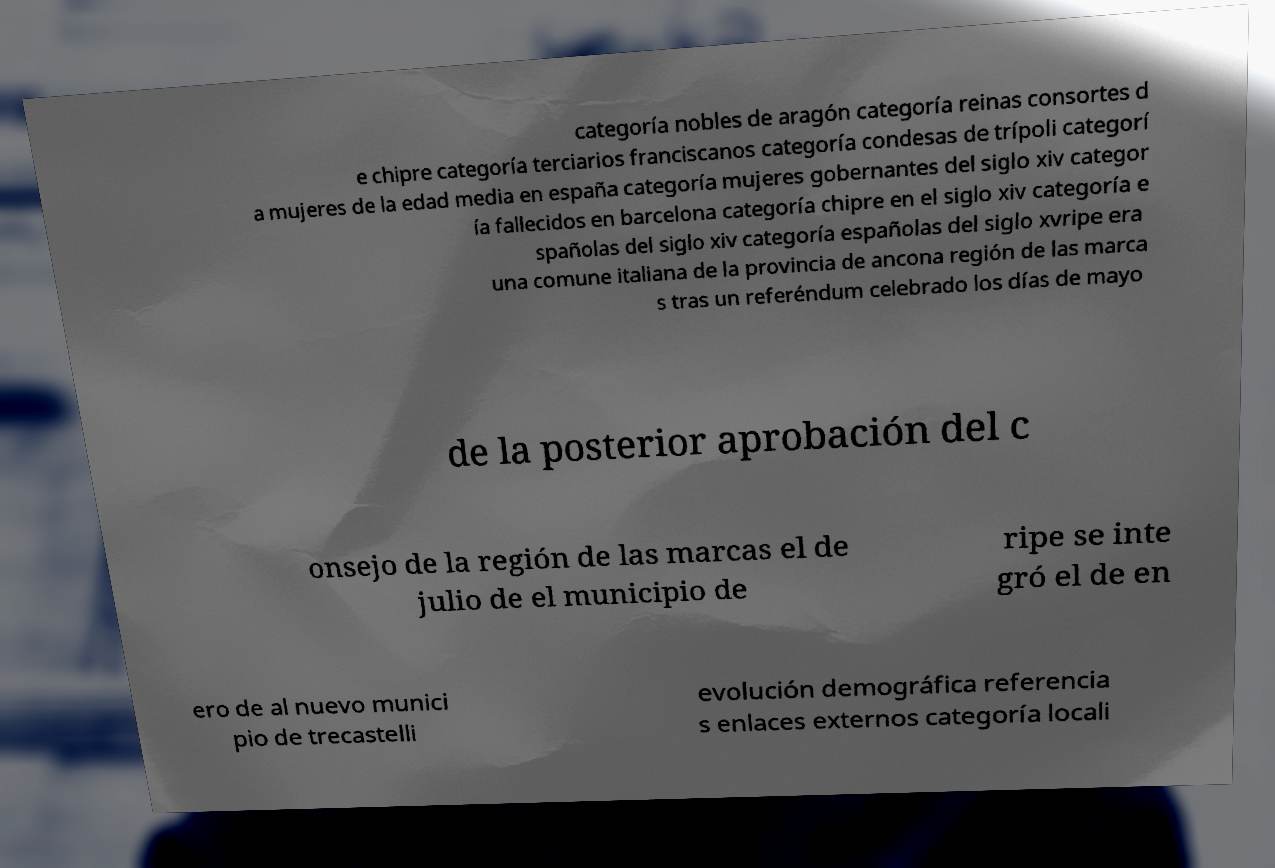 categoría nobles de aragón categoría reinas consortes d
e chipre categoría terciarios franciscanos categoría condesas de trípoli categorí
a mujeres de la edad media en españa categoría mujeres gobernantes del siglo xiv categor
ía fallecidos en barcelona categoría chipre en el siglo xiv categoría e
spañolas del siglo xiv categoría españolas del siglo xvripe era
una comune italiana de la provincia de ancona región de las marca
s tras un referéndum celebrado los días de mayo
de la posterior aprobación del c
onsejo de la región de las marcas el de
julio de el municipio de
ripe se inte
gró el de en
ero de al nuevo munici
pio de trecastelli
evolución demográfica referencia
s enlaces externos categoría locali